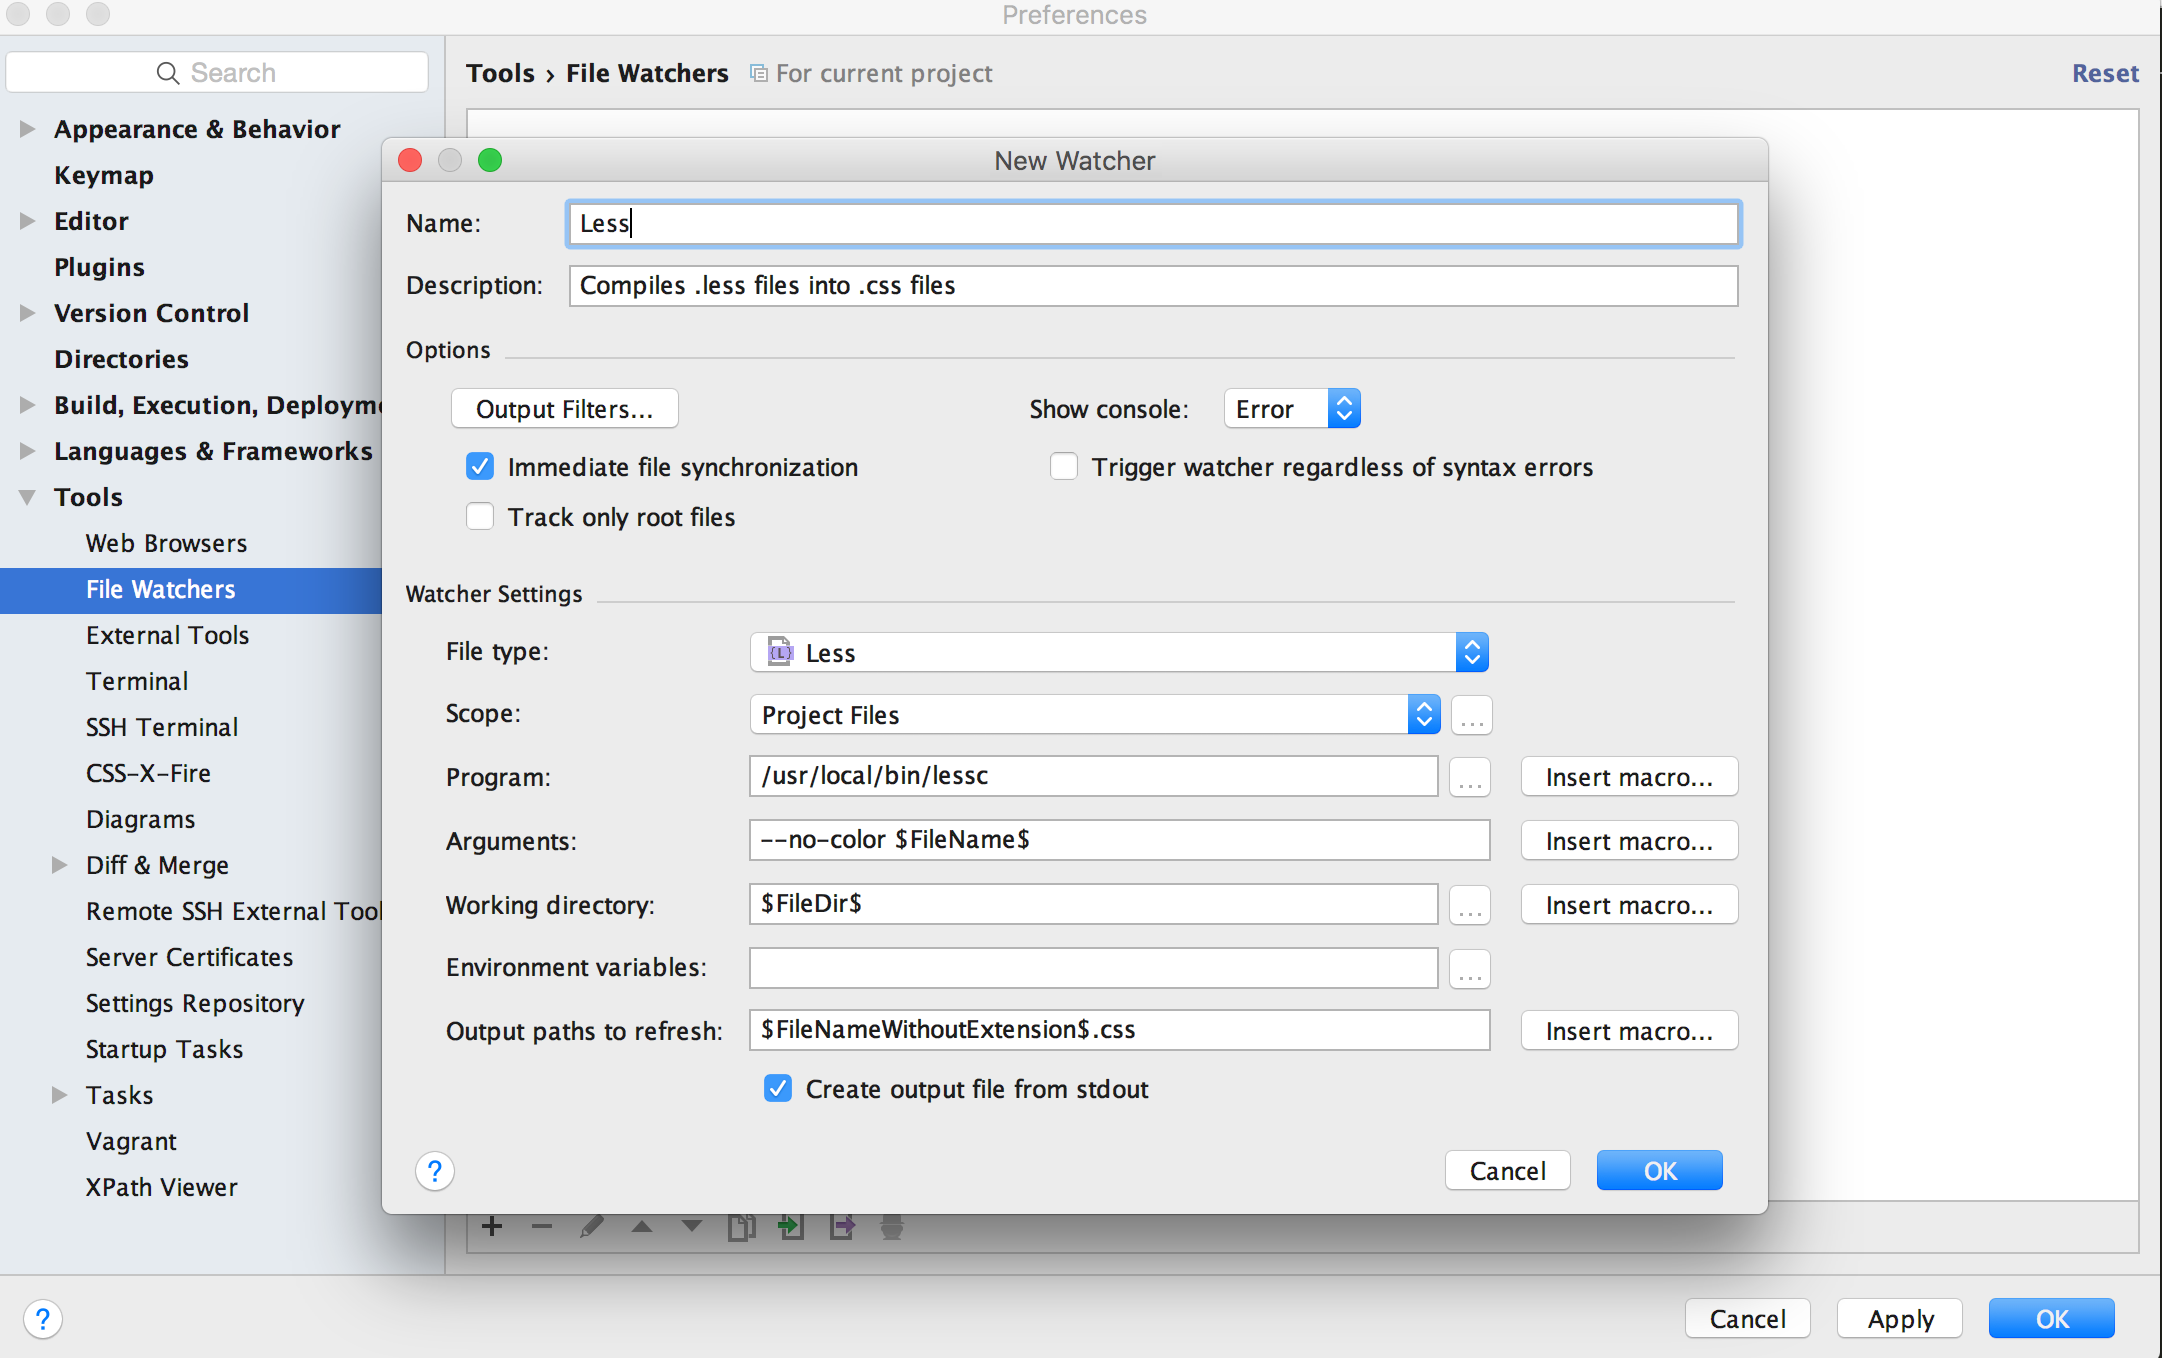 Preferences
Search
Tools › File Watchers For current project Reset
Appearance & Behavior
Keymap
Editor
Plugins
Version Control
Directories
Build, Execution, Deployme
Languages & Frameworks
Tools
Web Browsers
File Watchers
External Tools
Terminal
SSH Terminal
CSS-X-Fire
Diagrams
Diff & Merge
Remote SSH External Tool
Server Certificates
Settings Repository
Startup Tasks
Tasks
Vagrant
XPath Viewer
New Watcher
Name: Less
Description: Compiles .less files into .css files
Options
Output Filters... Show console: Error
Immediate file synchronization Trigger watcher regardless of syntax errors
Track only root files
Watcher Settings
File type: {L} Less
Scope: Project Files ...
Program: /usr/local/bin/lessc ... Insert macro...
Arguments: --no-color $FileName$ Insert macro...
Working directory: $FileDir$ ... Insert macro...
Environment variables: ...
Output paths to refresh: $FileNameWithoutExtension$.css Insert macro...
Create output file from stdout
? Cancel OK
? Cancel Apply OK